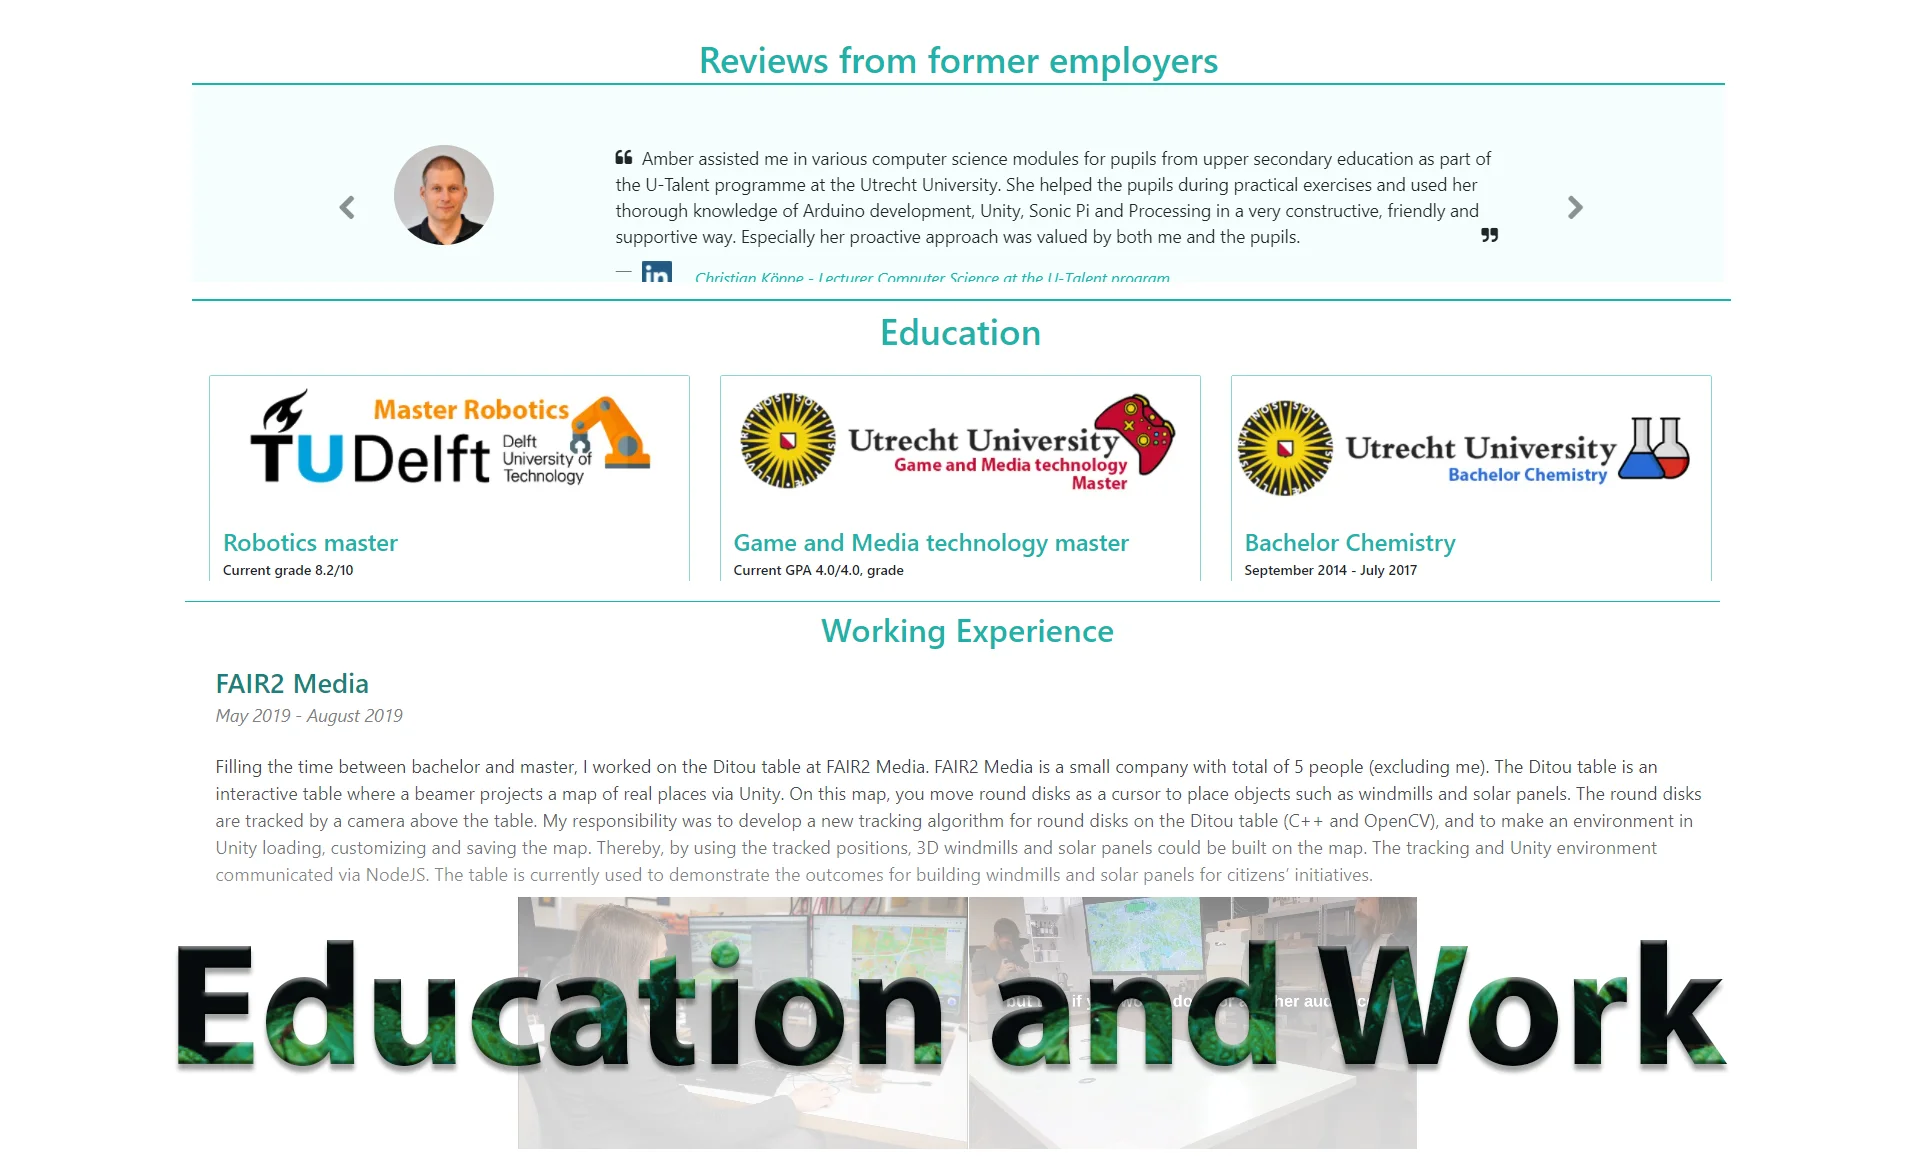 Reviews from former employers
Amber assisted me in various computer science modules for pupils from upper secondary education as part of
the U-Talent programme at the Utrecht University. She helped the pupils during practical exercises and used her
thorough knowledge of Arduino development, Unity, Sonic Pi and Processing in a very constructive, friendly and
supportive way. Especially her proactive approach was valued by both me and the pupils.
— in Christian Köppe - Lecturer Computer Science at the U-Talent program
Education
Master Robotics
TU Delft
Delft
University of
Technology
Robotics master
Current grade 8.2/10
Utrecht University
Game and Media technology
Master
Game and Media technology master
Current GPA 4.0/4.0, grade
Utrecht University
Bachelor Chemistry
Bachelor Chemistry
September 2014 - July 2017
Working Experience
FAIR2 Media
May 2019 - August 2019
Filling the time between bachelor and master, I worked on the Ditou table at FAIR2 Media. FAIR2 Media is a small company with total of 5 people (excluding me). The Ditou table is an
interactive table where a beamer projects a map of real places via Unity. On this map, you move round disks as a cursor to place objects such as windmills and solar panels. The round disks
are tracked by a camera above the table. My responsibility was to develop a new tracking algorithm for round disks on the Ditou table (C++ and OpenCV), and to make an environment in
Unity loading, customizing and saving the map. Thereby, by using the tracked positions, 3D windmills and solar panels could be built on the map. The tracking and Unity environment
communicated via NodeJS. The table is currently used to demonstrate the outcomes for building windmills and solar panels for citizens’ initiatives.
Education and Work